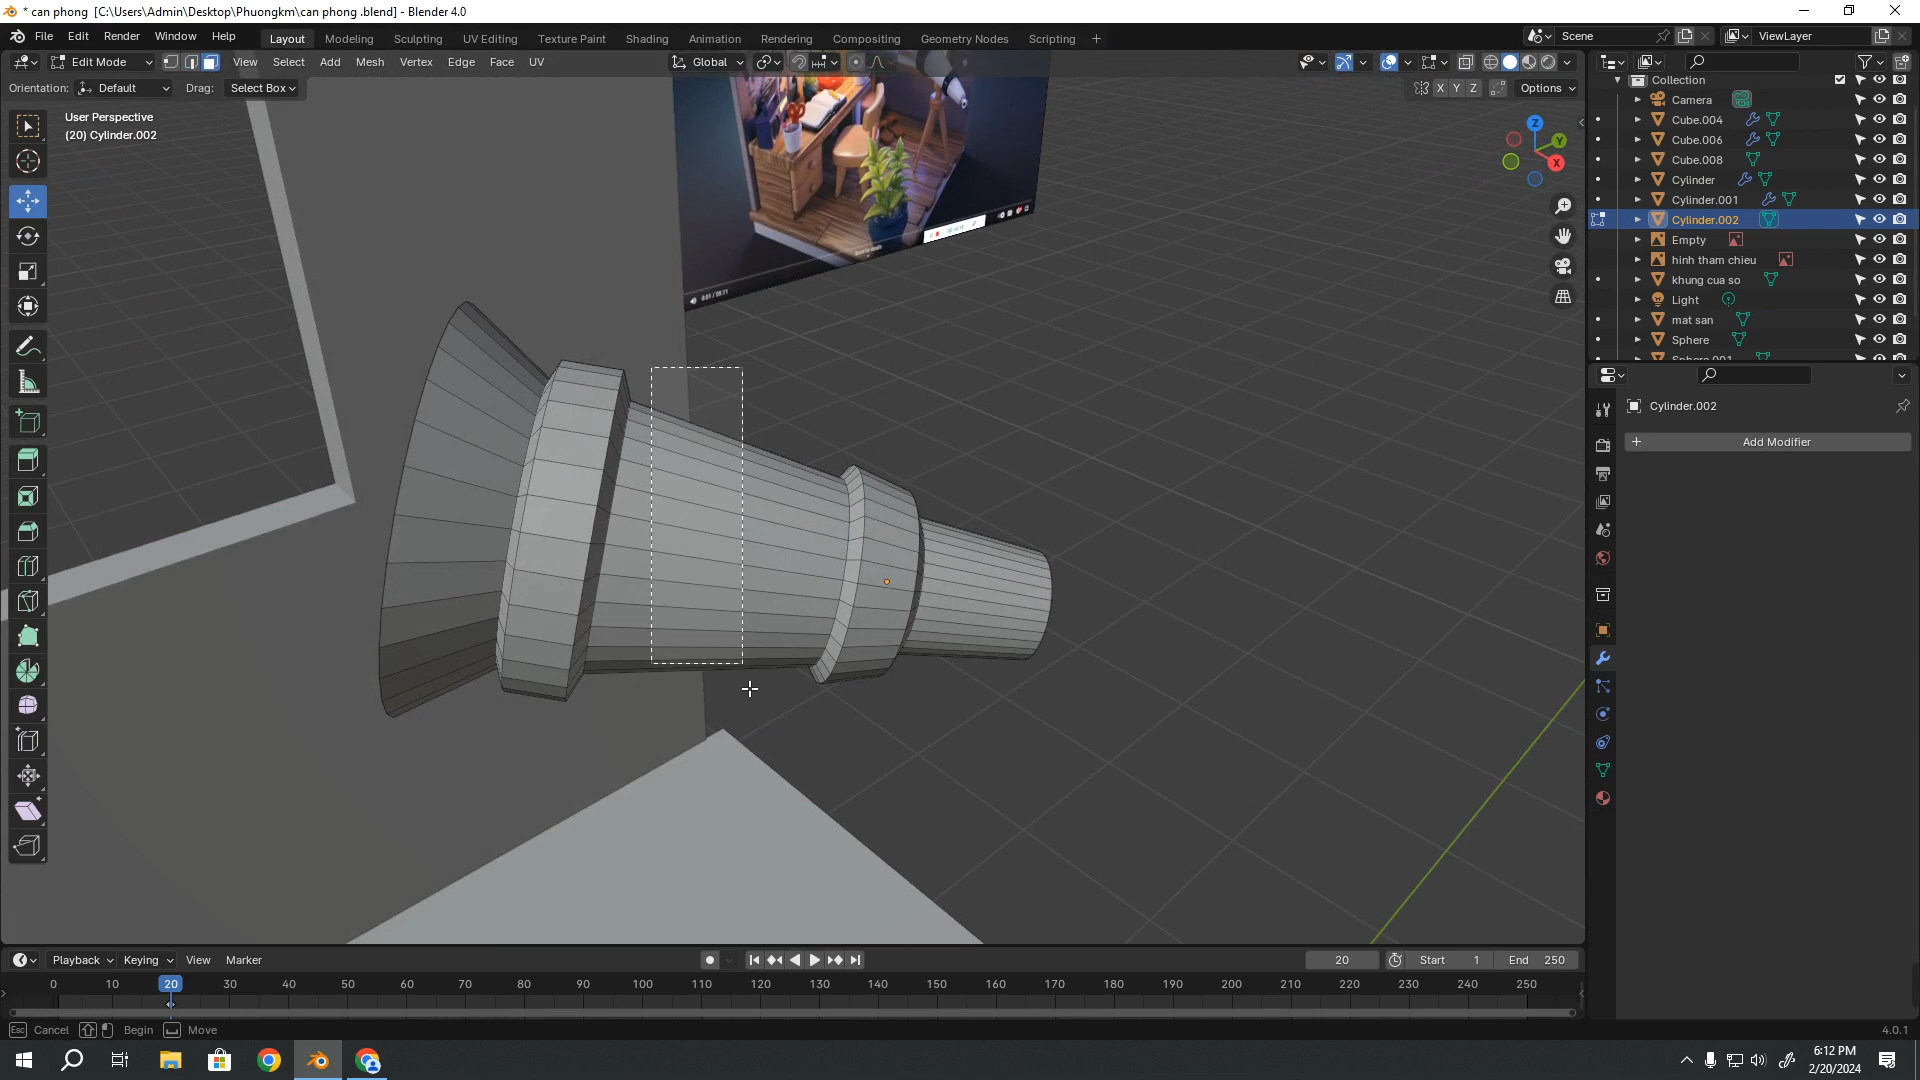 * can phong  [C:\Users\Admin\Desktop\Phuongkm\can phong .blend] - Blender 4.0
File Edit Render Window Help
Layout Modeling Sculpting UV Editing Texture Paint Shading Animation Rendering Compositing Geometry Nodes Scripting +
Scene ViewLayer
Edit Mode View Select Add Mesh Vertex Edge Face UV Global
Orientation: Default Drag: Select Box X Y Z Options
User Perspective
(20) Cylinder.002
Z Y X
Collection
Camera
Cube.004
Cube.006
Cube.008
Cylinder
Cylinder.001
Cylinder.002
Empty
hinh tham chieu
khung cua so
Light
mat san
Sphere
Sphere.001
Cylinder.002
+ Add Modifier
Playback Keying View Marker 20 Start 1 End 250
0 10 20 30 40 50 60 70 80 90 100 110 120 130 140 150 160 170 180 190 200 210 220 230 240 250
Esc Cancel Begin Move 4.0.1
6:12 PM
2/20/2024